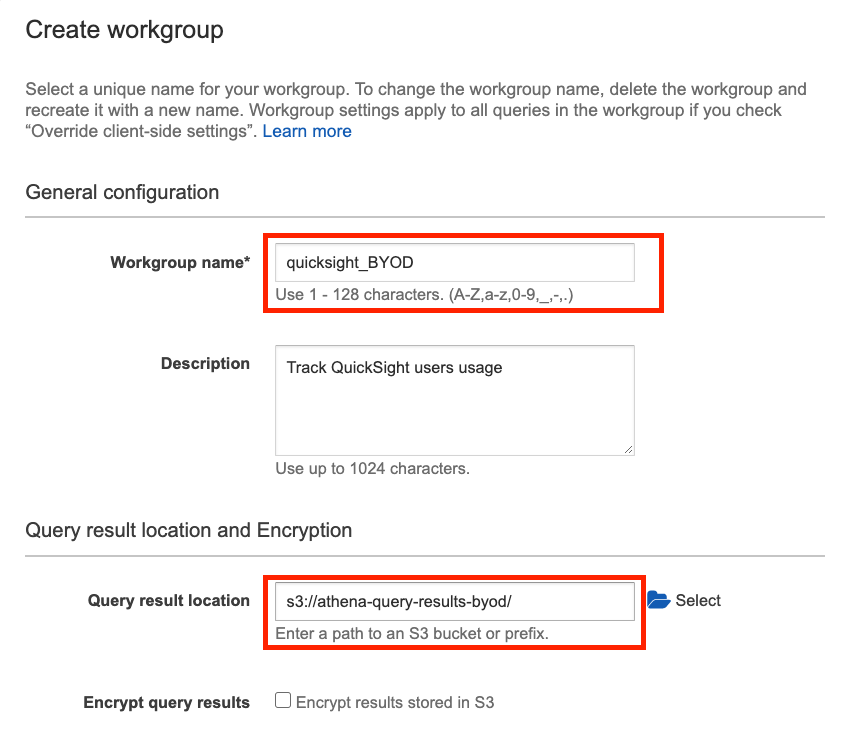 Create workgroup
Select a unique name for your workgroup. To change the workgroup name, delete the workgroup and
recreate it with a new name. Workgroup settings apply to all queries in the workgroup if you check
“Override client-side settings”. Learn more
General configuration
Workgroup name*
quicksight_BYOD
Use 1 - 128 characters. (A-Z,a-z,0-9,_,-,.)
Description
Track QuickSight users usage
Use up to 1024 characters.
Query result location and Encryption
Query result location
s3://athena-query-results-byod/
Select
Enter a path to an S3 bucket or prefix.
Encrypt query results
Encrypt results stored in S3